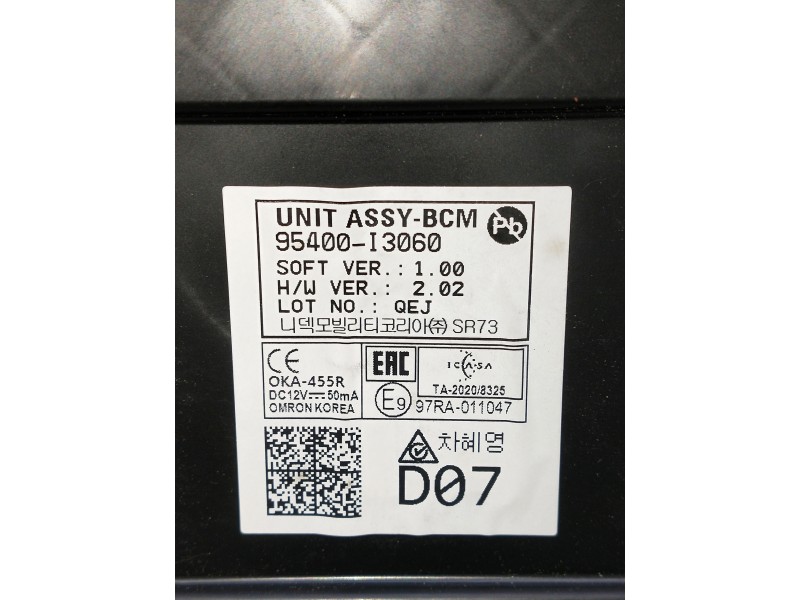 UNIT ASSY-BCM
Pb
95400-I3060
SOFT VER.: 1.00
H/W VER.: 2.02
LOT NO.: QEJ
니덱모빌리티코리아㈜ SR73
CE
OKA-455R
DC12V⎓50mA
OMRON KOREA
EAC
ICASA
TA-2020/8325
E9 97RA-011047
차혜영
D07